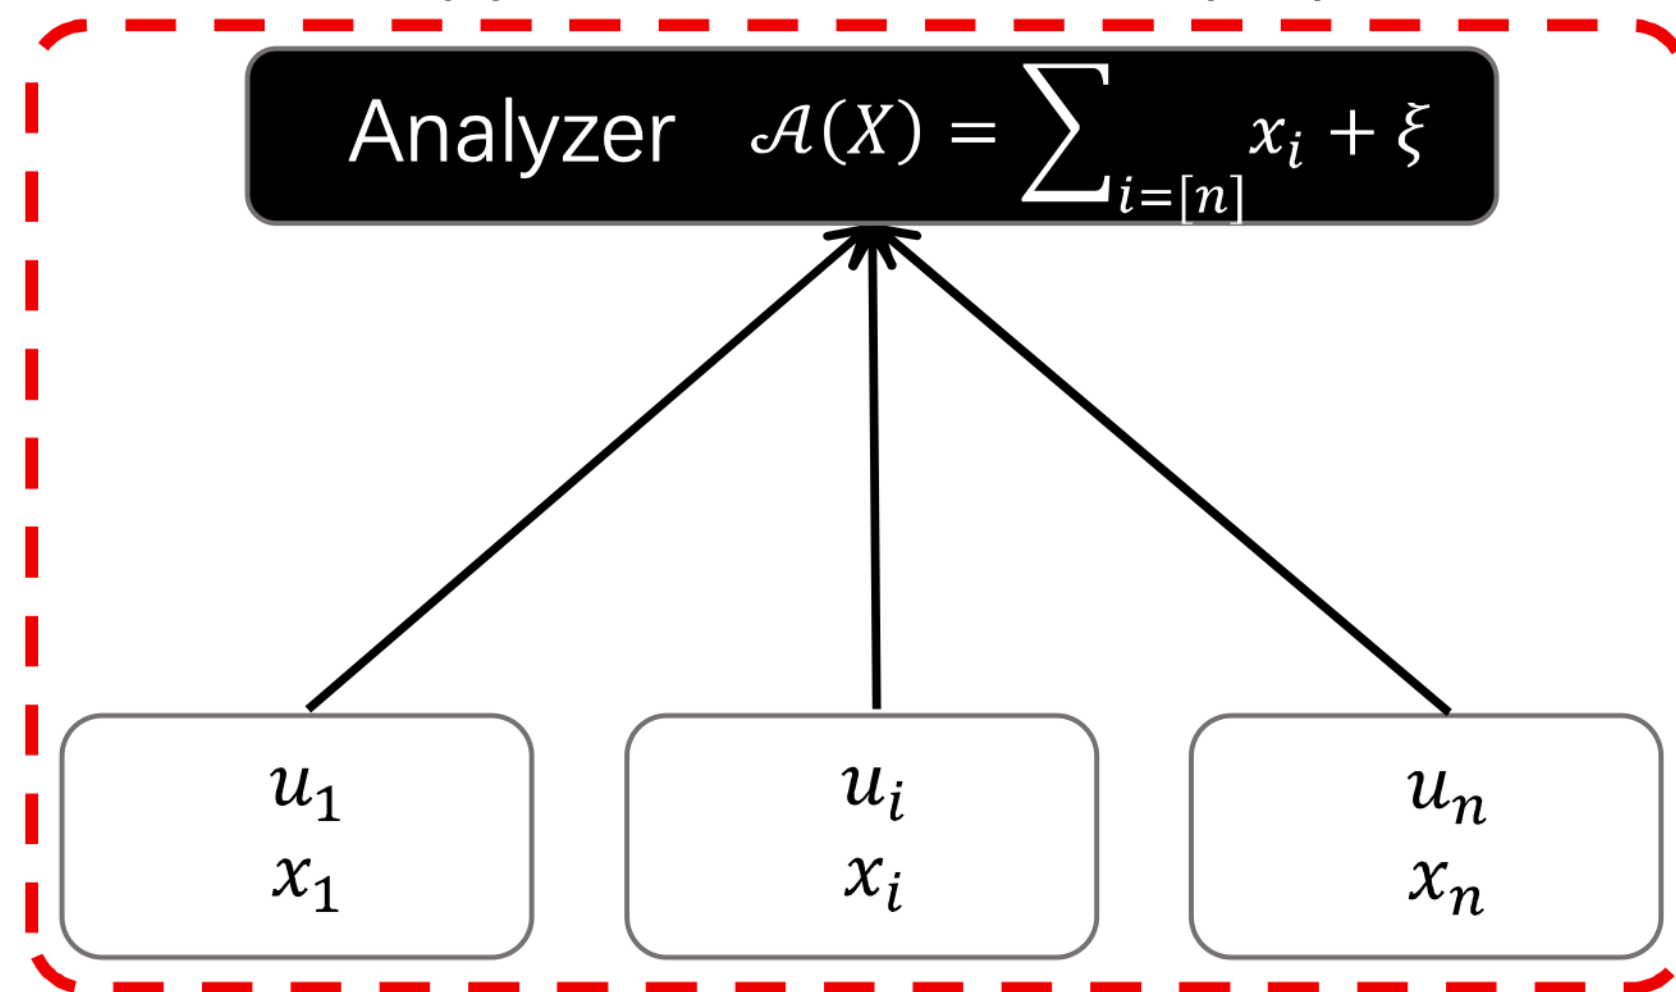 Analyzer 𝒜(X) = ∑_{i=[n]} x_i + ξ
u_1
x_1
u_i
x_i
u_n
x_n